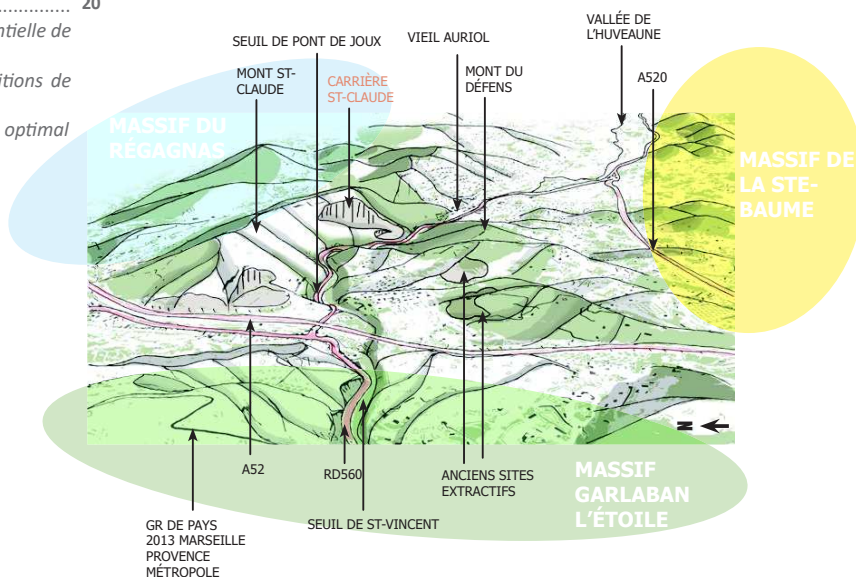 .............. 20
ntielle de
itions de
optimal
SEUIL DE PONT DE JOUX
VIEIL AURIOL
VALLÉE DE
L'HUVEAUNE
MONT ST-
CLAUDE
CARRIÈRE
ST-CLAUDE
MONT DU
DÉFENS
A520
MASSIF DU
RÉGAGNAS
MASSIF DE
LA STE-
BAUME
N
A52
RD560
ANCIENS SITES
EXTRACTIFS
MASSIF
GARLABAN
L'ÉTOILE
GR DE PAYS
2013 MARSEILLE
PROVENCE
MÉTROPOLE
SEUIL DE ST-VINCENT